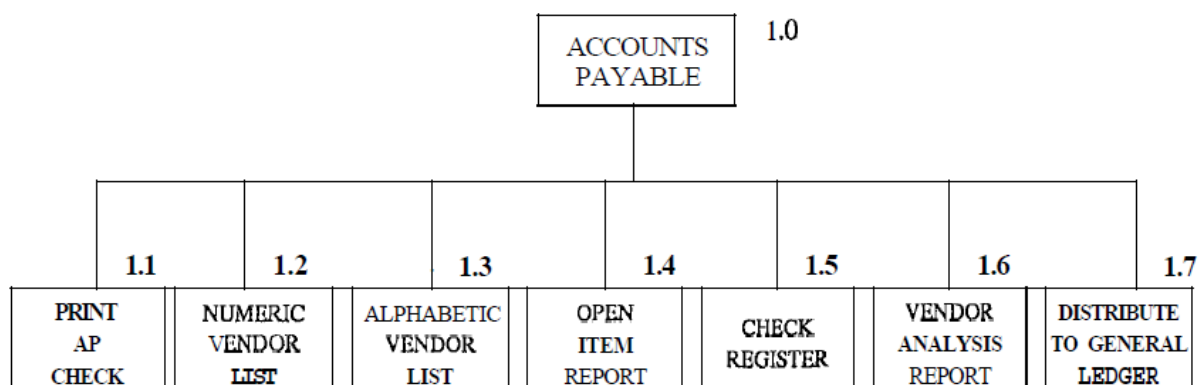 ACCOUNTS
PAYABLE
1.0
1.1
1.2
1.3
1.4
1.5
1.6
1.7
PRINT
AP
CHECK
NUMERIC
VENDOR
LIST
ALPHABETIC
VENDOR
LIST
OPEN
ITEM
REPORT
CHECK
REGISTER
VENDOR
ANALYSIS
REPORT
DISTRIBUTE
TO GENERAL
LEDGER